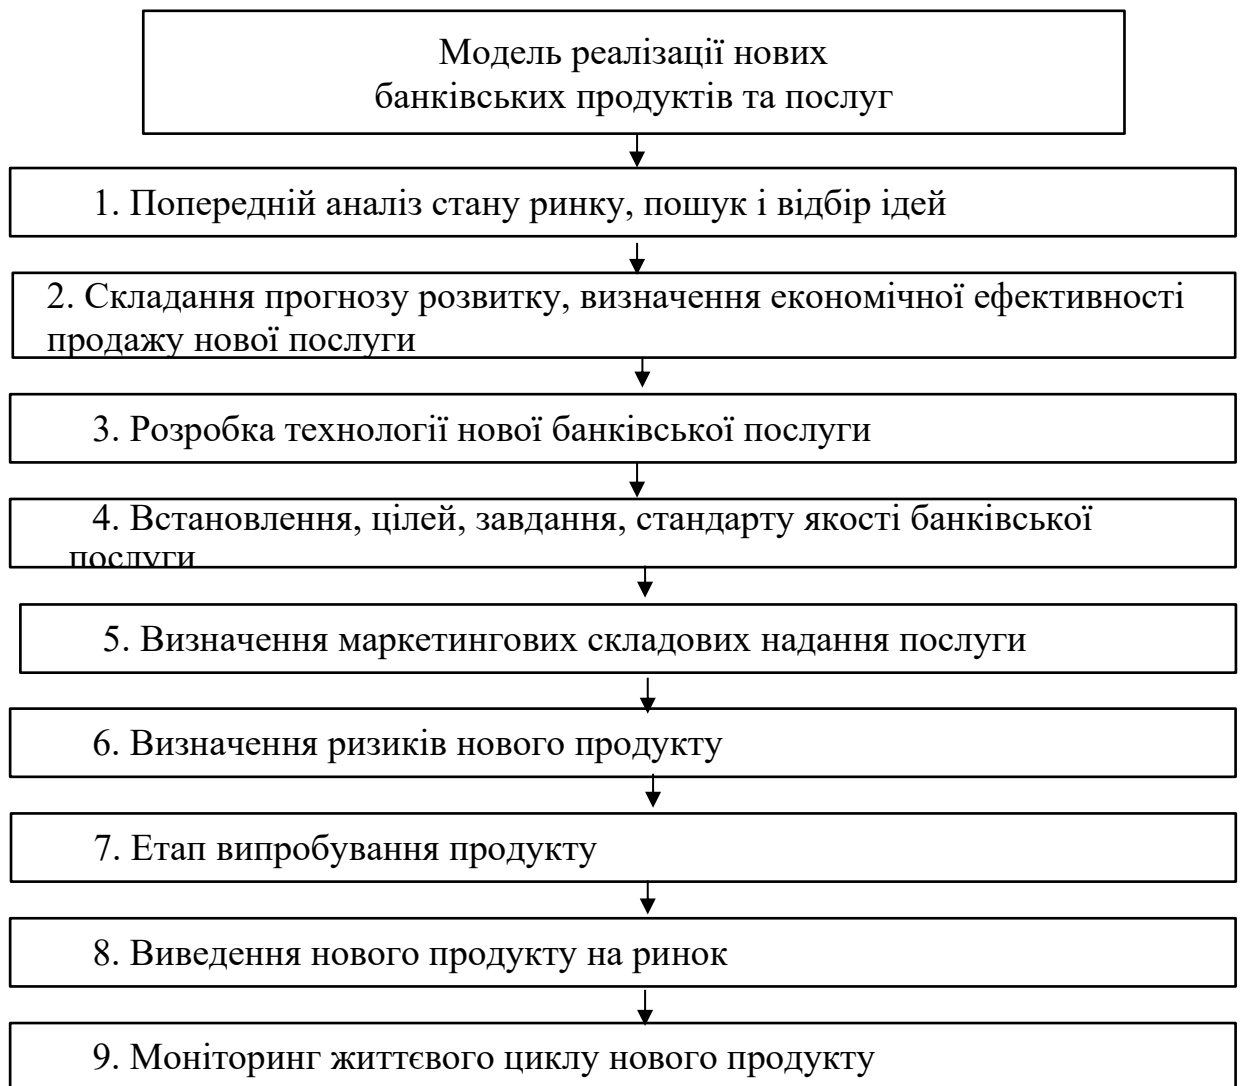 Модель реалізації нових
банківських продуктів та послуг
1. Попередній аналіз стану ринку, пошук і відбір ідей
2. Складання прогнозу розвитку, визначення економічної ефективності
продажу нової послуги
3. Розробка технології нової банківської послуги
4. Встановлення, цілей, завдання, стандарту якості банківської
послуги
5. Визначення маркетингових складових надання послуги
6. Визначення ризиків нового продукту
7. Етап випробування продукту
8. Виведення нового продукту на ринок
9. Моніторинг життєвого циклу нового продукту